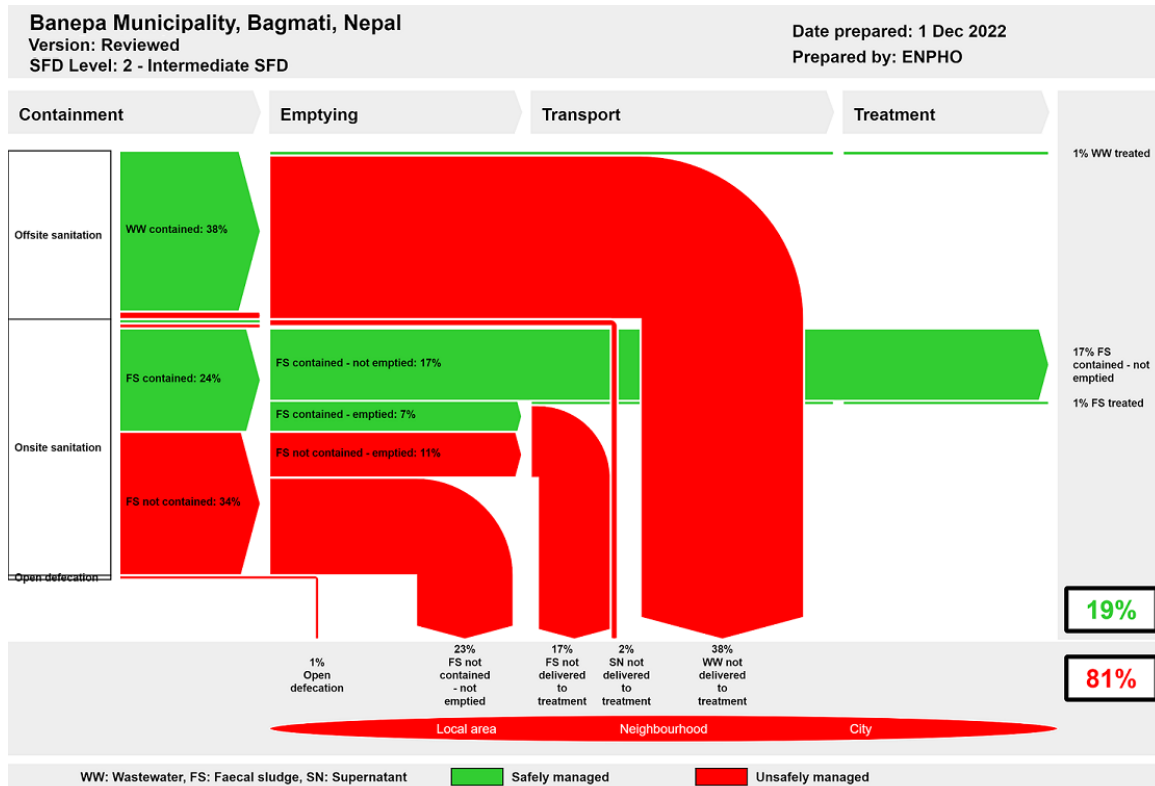 Banepa Municipality, Bagmati, Nepal
Version: Reviewed
SFD Level: 2 - Intermediate SFD
Date prepared: 1 Dec 2022
Prepared by: ENPHO
Containment
Emptying
Transport
Treatment
1% WW treated
Offsite sanitation
WW contained: 38%
FS contained: 24%
FS contained - not emptied: 17%
17% FS
contained - not
emptied
1% FS treated
FS contained - emptied: 7%
Onsite sanitation
FS not contained - emptied: 11%
FS not contained: 34%
Open defecation
19%
1%
Open
defecation
23%
FS not
contained
- not
emptied
17%
FS not
delivered
to
treatment
2%
SN not
delivered
to
treatment
38%
WW not
delivered
to
treatment
81%
Local area
Neighbourhood
City
WW: Wastewater, FS: Faecal sludge, SN: Supernatant
Safely managed
Unsafely managed